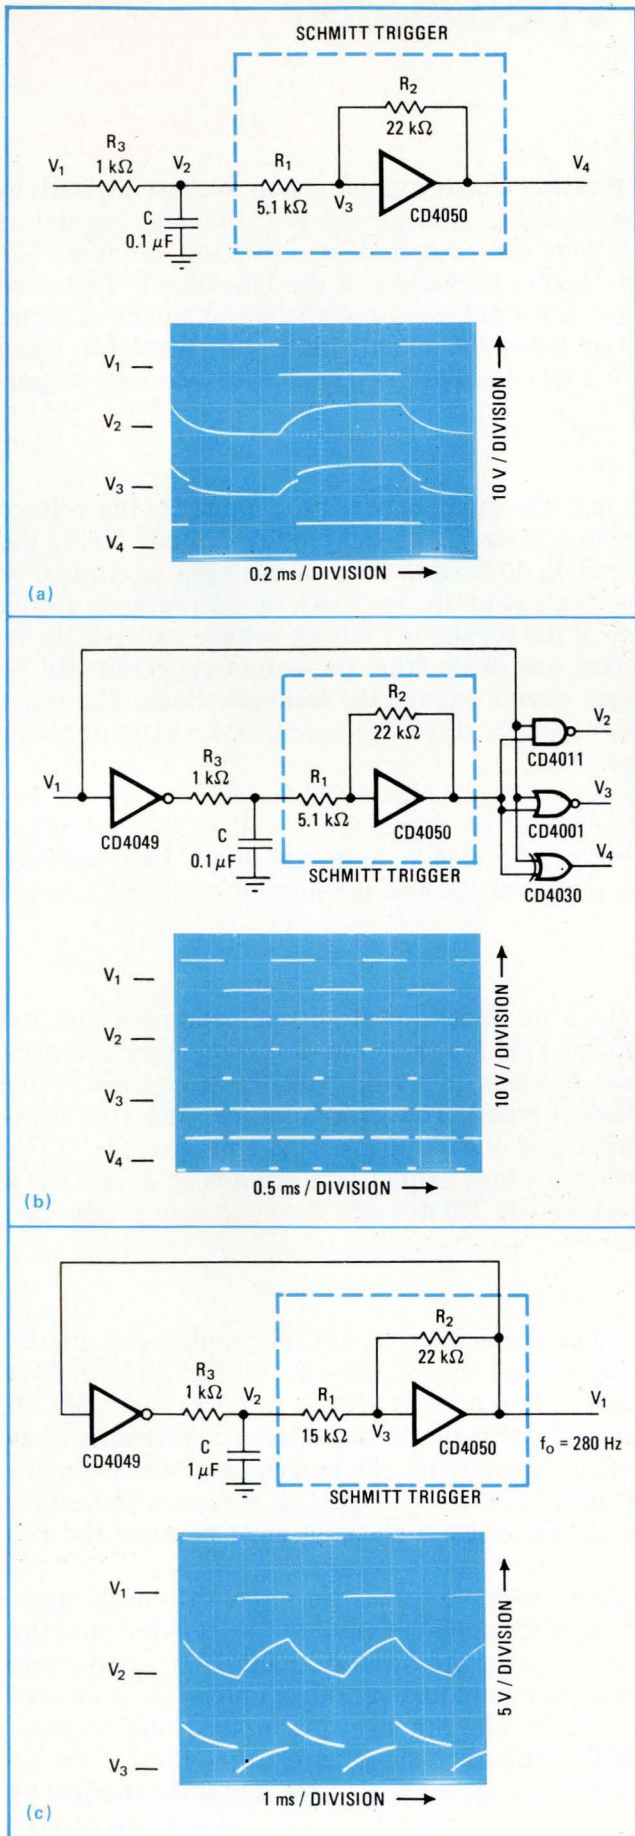 SCHMITT TRIGGER
R2
22 kΩ
V1
R3
1 kΩ
V2
R1
5.1 kΩ
V3
CD4050
V4
C
0.1 μF
V1
V2
V3
V4
10 V / DIVISION
0.2 ms / DIVISION
(a)
R2
22 kΩ
V1
CD4049
R3
1 kΩ
R1
5.1 kΩ
CD4050
C
0.1 μF
SCHMITT TRIGGER
V2
CD4011
V3
CD4001
V4
CD4030
V1
V2
V3
V4
10 V / DIVISION
0.5 ms / DIVISION
(b)
R2
22 kΩ
CD4049
R3
1 kΩ
V2
R1
15 kΩ
V3
CD4050
V1
fo = 280 Hz
C
1 μF
SCHMITT TRIGGER
V1
V2
V3
5 V / DIVISION
1 ms / DIVISION
(c)